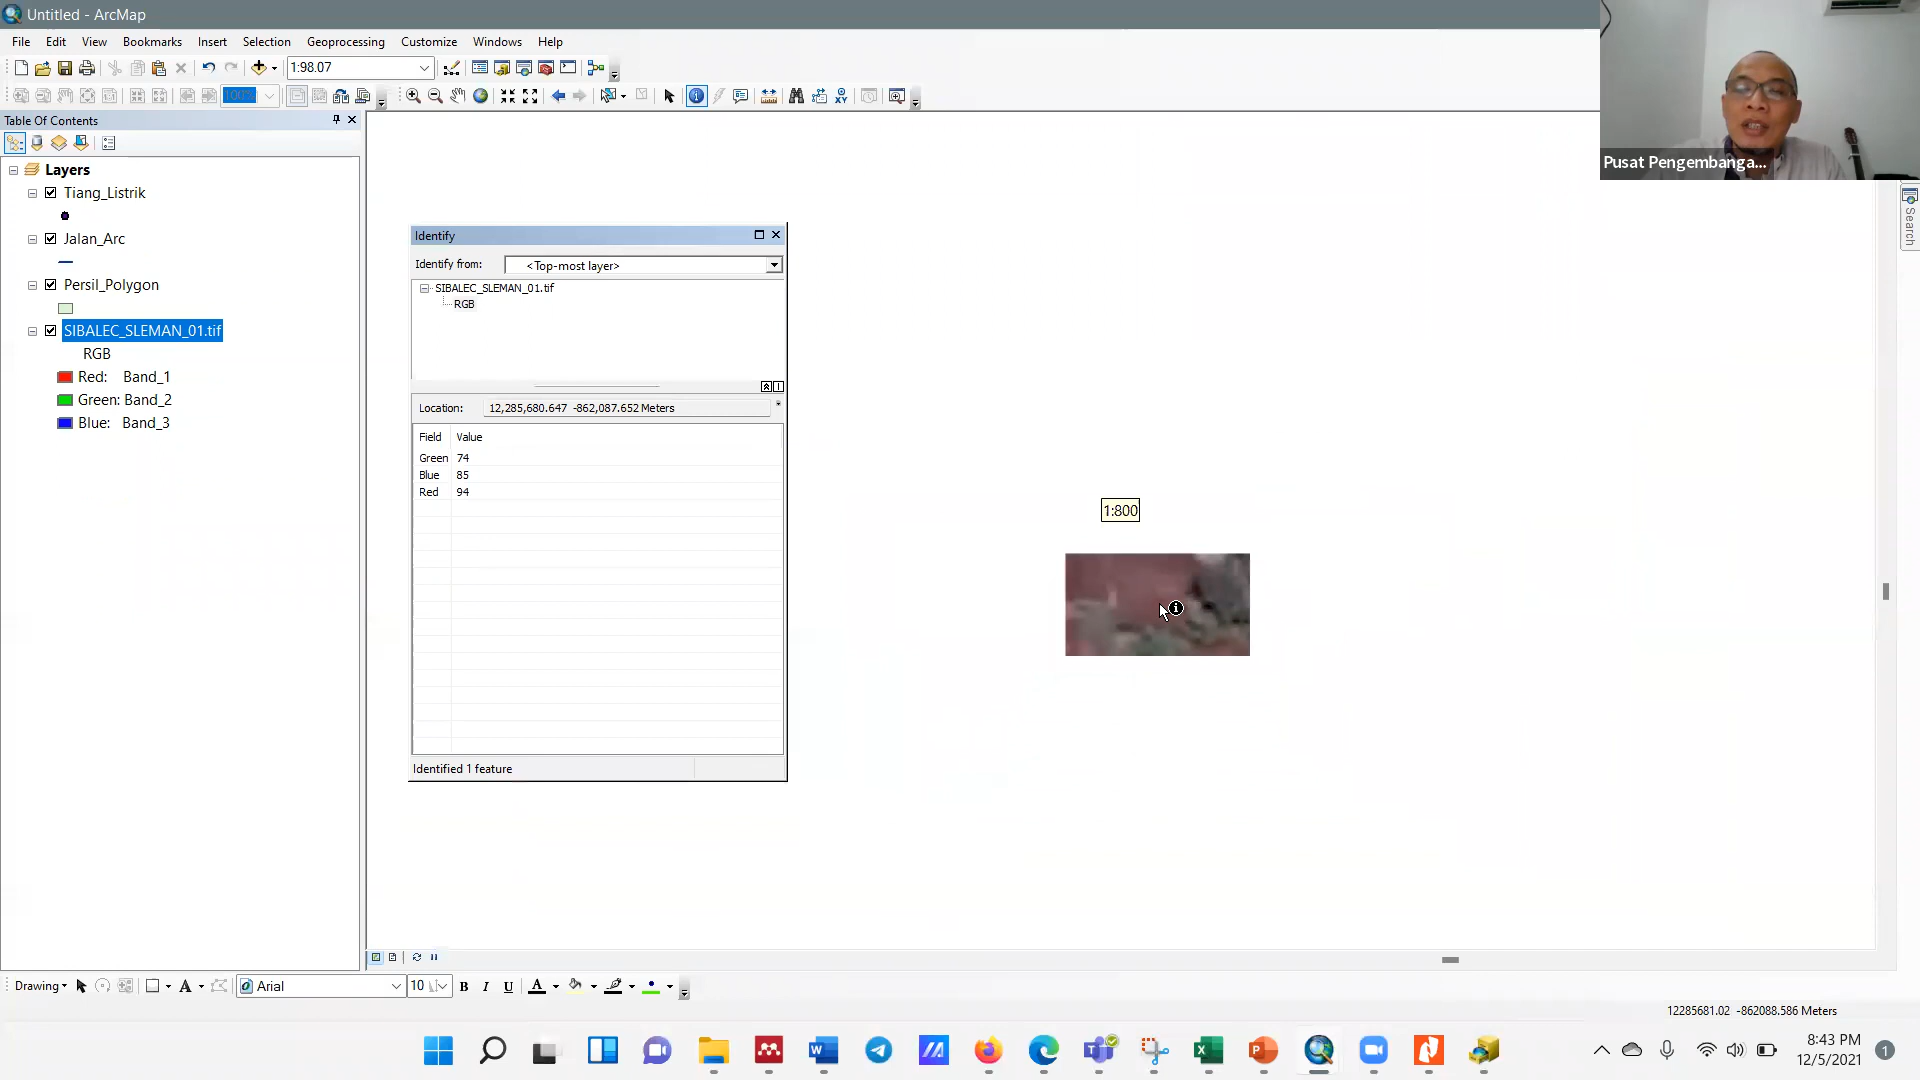 Untitled - ArcMap
File Edit View Bookmarks Insert Selection Geoprocessing Customize Windows Help
1:98.07
100%
Table Of Contents
Layers
Tiang_Listrik
Jalan_Arc
Persil_Polygon
SIBALEC_SLEMAN_01.tif
RGB
Red: Band_1
Green: Band_2
Blue: Band_3
Identify
Identify from: <Top-most layer>
SIBALEC_SLEMAN_01.tif
RGB
Location: 12,285,680.647 -862,087.652 Meters
Field Value
Green 74
Blue 85
Red 94
Identified 1 feature
1:800
Pusat Pengembanga...
Search
Drawing Arial 10 B I U A
12285681.02 -862088.586 Meters
8:43 PM
12/5/2021
1